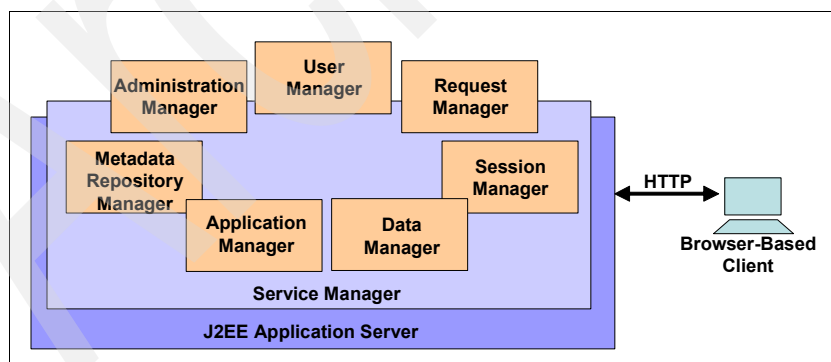 User
Manager
Administration
Manager
Request
Manager
Metadata
Repository
Manager
Session
Manager
Application
Manager
Data
Manager
Service Manager
J2EE Application Server
HTTP
Browser-Based
Client